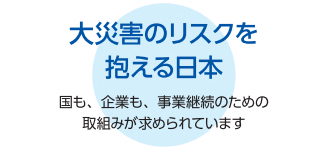 大災害のリスクを
抱える日本
国も、企業も、事業継続のための
取組みが求められています